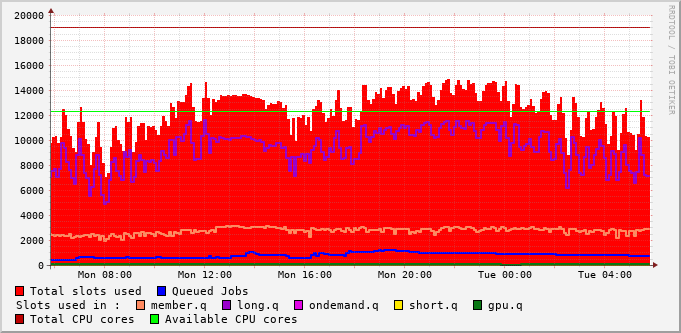 20000
18000
16000
14000
12000
10000
8000
6000
4000
2000
0
Mon 08:00 Mon 12:00 Mon 16:00 Mon 20:00 Tue 00:00 Tue 04:00
RRDTOOL / TOBI OETIKER
Total slots used Queued Jobs
Slots used in : member.q long.q ondemand.q short.q gpu.q
Total CPU cores Available CPU cores